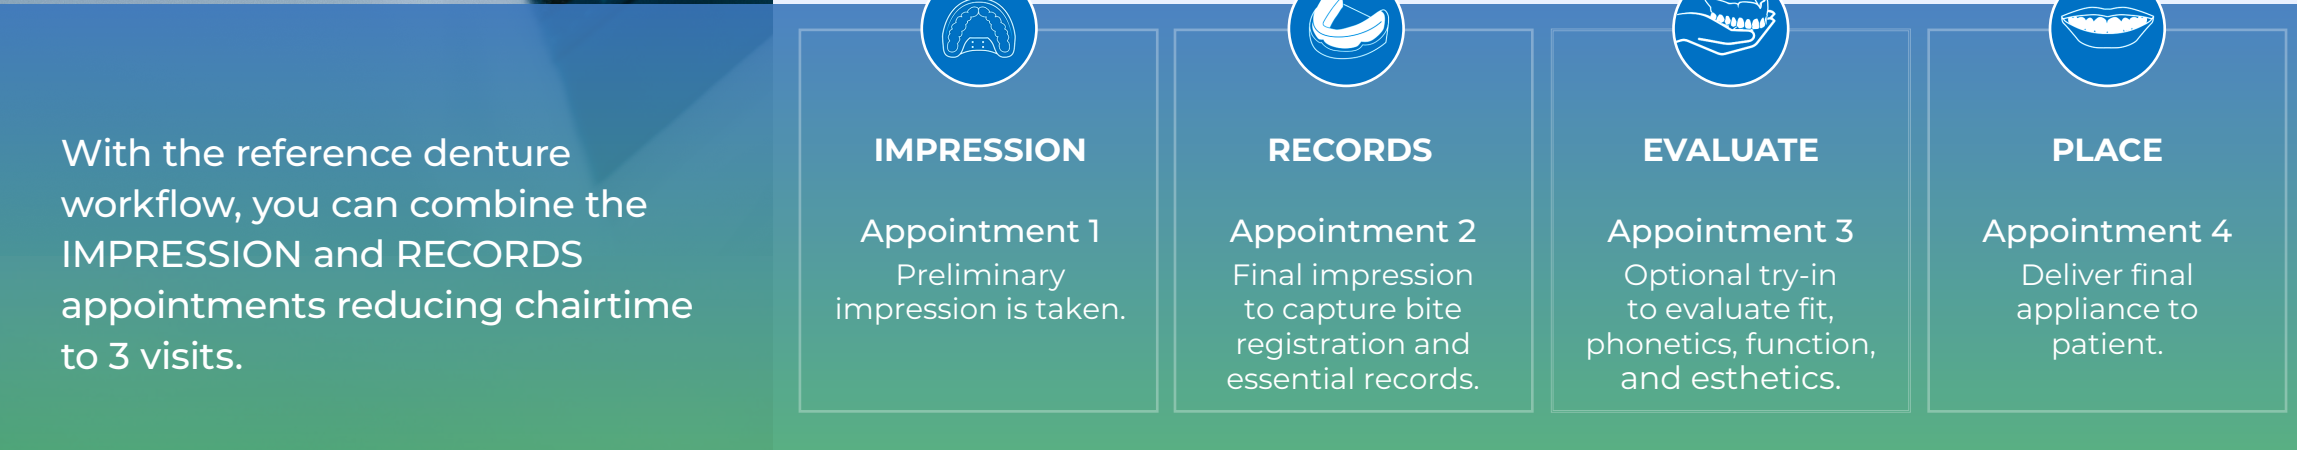 With the reference denture
workflow, you can combine the
IMPRESSION and RECORDS
appointments reducing chairtime
to 3 visits.
IMPRESSION
Appointment 1
Preliminary
impression is taken.
RECORDS
Appointment 2
Final impression
to capture bite
registration and
essential records.
EVALUATE
Appointment 3
Optional try-in
to evaluate fit,
phonetics, function,
and esthetics.
PLACE
Appointment 4
Deliver final
appliance to
patient.